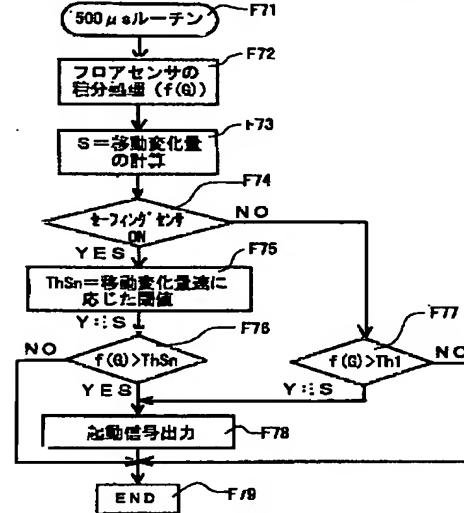 500μsルーチン
F71
フロアセンサの
積分処理 (f(G))
F72
S=移動変化量
の計算
F73
セーフィングセンサ
ON
F74
NO
YES
ThSn=移動変化量速に
応じた閾値
F75
Y::S
f(G)>ThSn
F76
NO
YES
f(G)>Th1
F77
NO
Y::S
起動信号出力
F78
END
F79